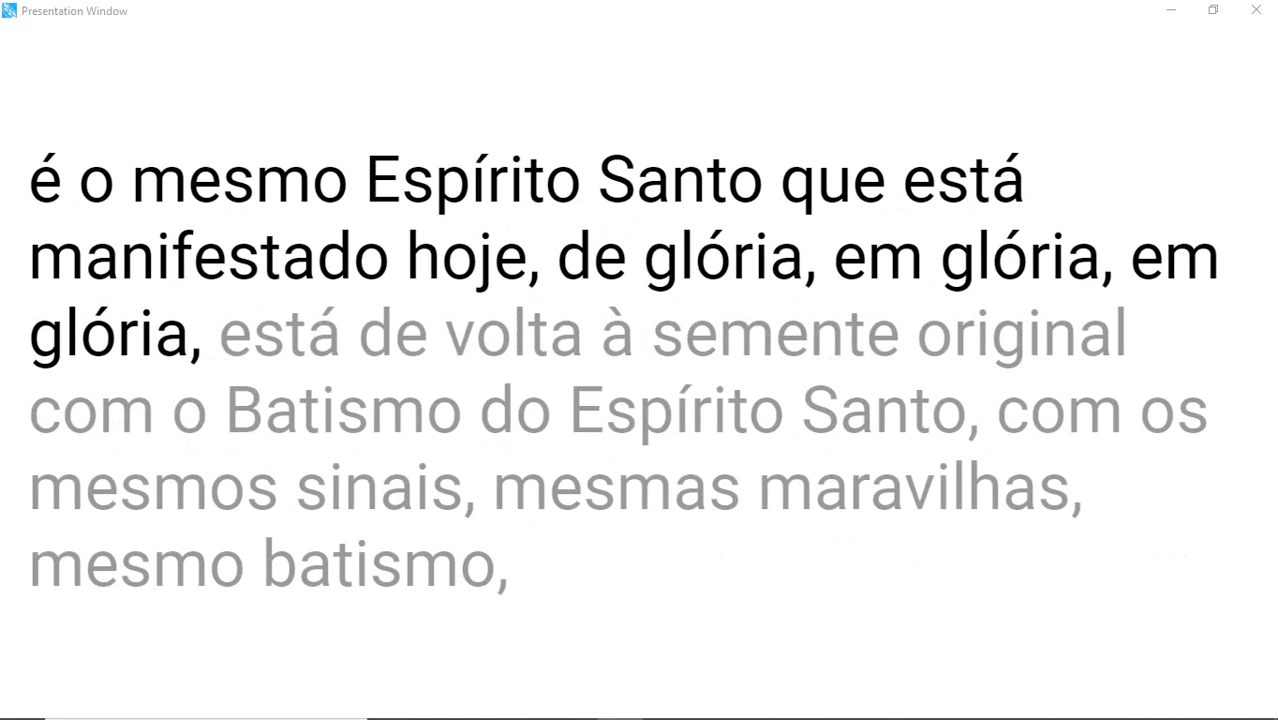 Presentation Window
é o mesmo Espírito Santo que está
manifestado hoje, de glória, em glória, em
glória, está de volta à semente original
com o Batismo do Espírito Santo, com os
mesmos sinais, mesmas maravilhas,
mesmo batismo,